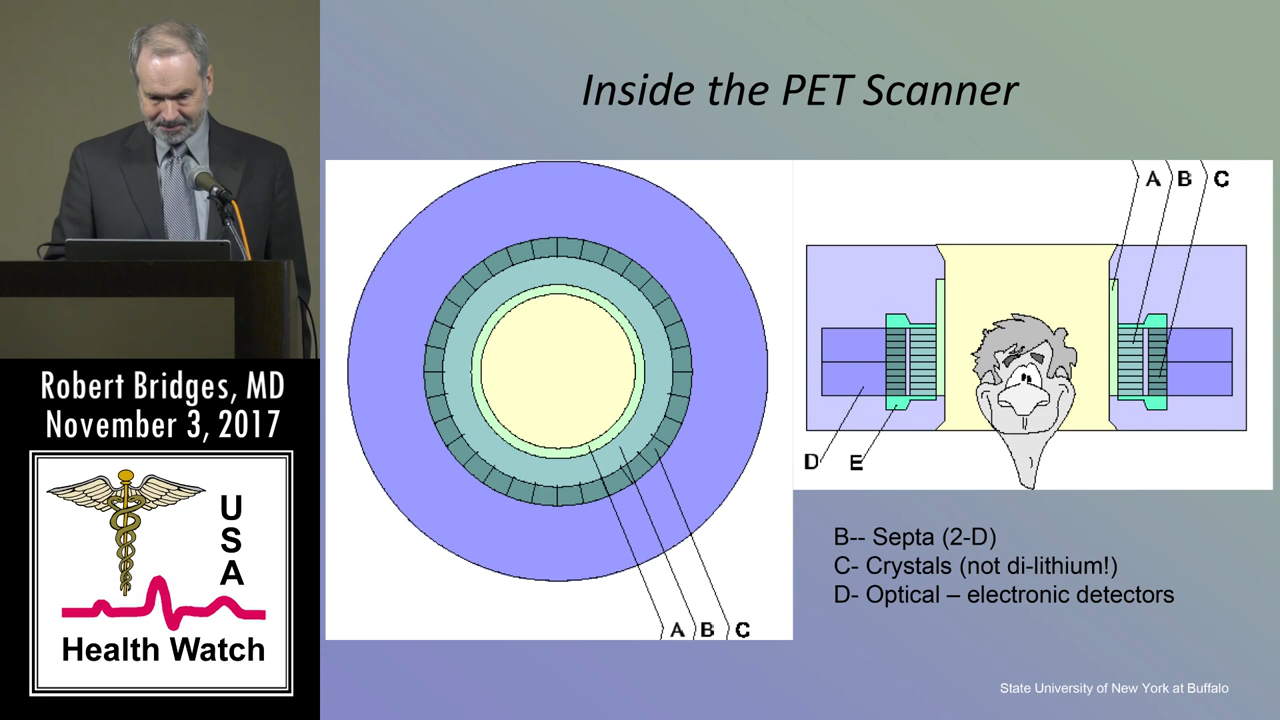 Inside the PET Scanner
A B C
D E
A B C
B-- Septa (2-D)
C- Crystals (not di-lithium!)
D- Optical – electronic detectors
State University of New York at Buffalo
Robert Bridges, MD
November 3, 2017
U
S
A
Health Watch